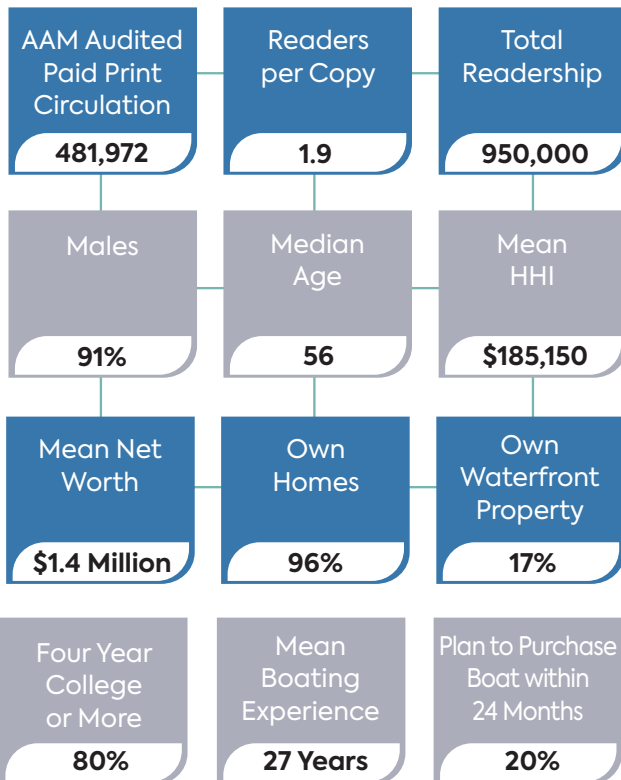 AAM Audited
Paid Print
Circulation
481,972
Readers
per Copy
1.9
Total
Readership
950,000
Males
91%
Median
Age
56
Mean
HHI
$185,150
Mean Net
Worth
$1.4 Million
Own
Homes
96%
Own
Waterfront
Property
17%
Four Year
College
or More
80%
Mean
Boating
Experience
27 Years
Plan to Purchase
Boat within
24 Months
20%